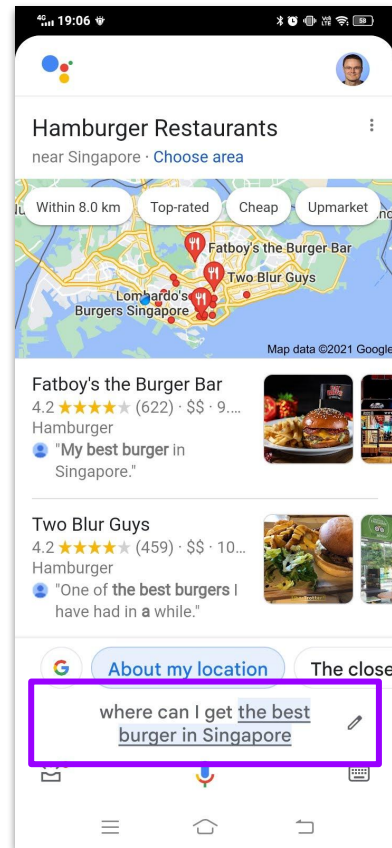 4G 19:06
58
Hamburger Restaurants
near Singapore · Choose area
Within 8.0 km
Top-rated
Cheap
Upmarket
Fatboy's the Burger Bar
Two Blur Guys
Lombardo's
Burgers Singapore
Map data ©2021 Google
Fatboy's the Burger Bar
4.2 ★★★★★ (622) · $$ · 9....
Hamburger
"My best burger in
Singapore."
Two Blur Guys
4.2 ★★★★★ (459) · $$ · 10...
Hamburger
"One of the best burgers I
have had in a while."
G
About my location
The close
where can I get the best
burger in Singapore